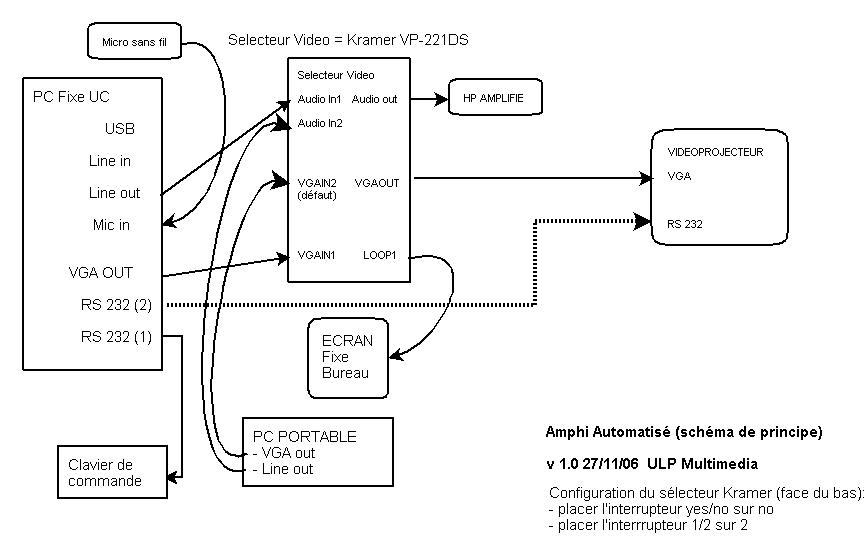 Selecteur Video = Kramer VP-221DS
Micro sans fil
PC Fixe UC
USB
Line in
Line out
Mic in
VGA OUT
RS 232 (2)
RS 232 (1)
Selecteur Video
Audio In1 Audio out
Audio In2
VGAIN2 VGAOUT
(défaut)
VGAIN1 LOOP1
HP AMPLIFIE
VIDEOPROJECTEUR
VGA
RS 232
ECRAN
Fixe
Bureau
PC PORTABLE
- VGA out
- Line out
Clavier de
commande
Amphi Automatisé (schéma de principe)
v 1.0 27/11/06 ULP Multimedia
Configuration du sélecteur Kramer (face du bas):
- placer l'interrupteur yes/no sur no
- placer l'interrrupteur 1/2 sur 2